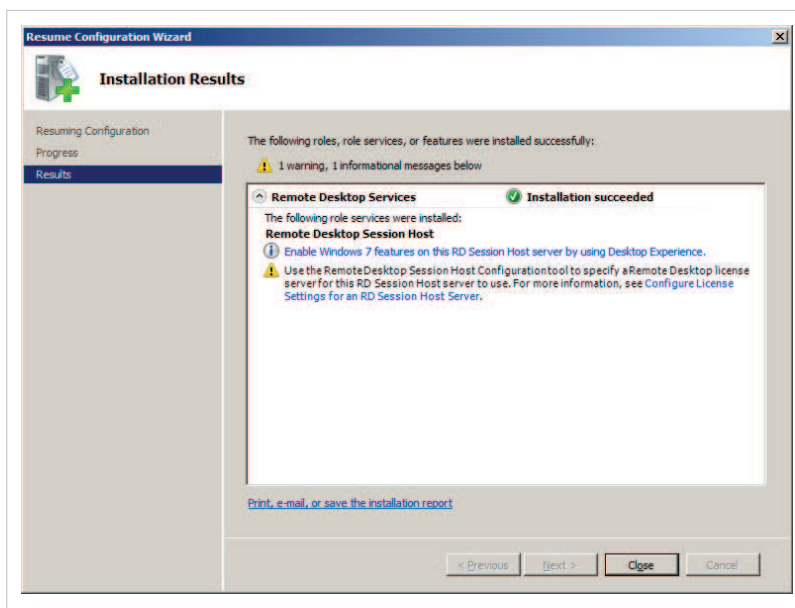 Resume Configuration Wizard
Installation Results
Resuming Configuration
Progress
Results
The following roles, role services, or features were installed successfully:
1 warning, 1 informational messages below
Remote Desktop Services Installation succeeded
The following role services were installed:
Remote Desktop Session Host
Enable Windows 7 features on this RD Session Host server by using Desktop Experience.
Use the Remote Desktop Session Host Configuration tool to specify a Remote Desktop license
server for this RD Session Host server to use. For more information, see Configure License
Settings for an RD Session Host Server.
Print, e-mail, or save the installation report
< Previous Next > Close Cancel